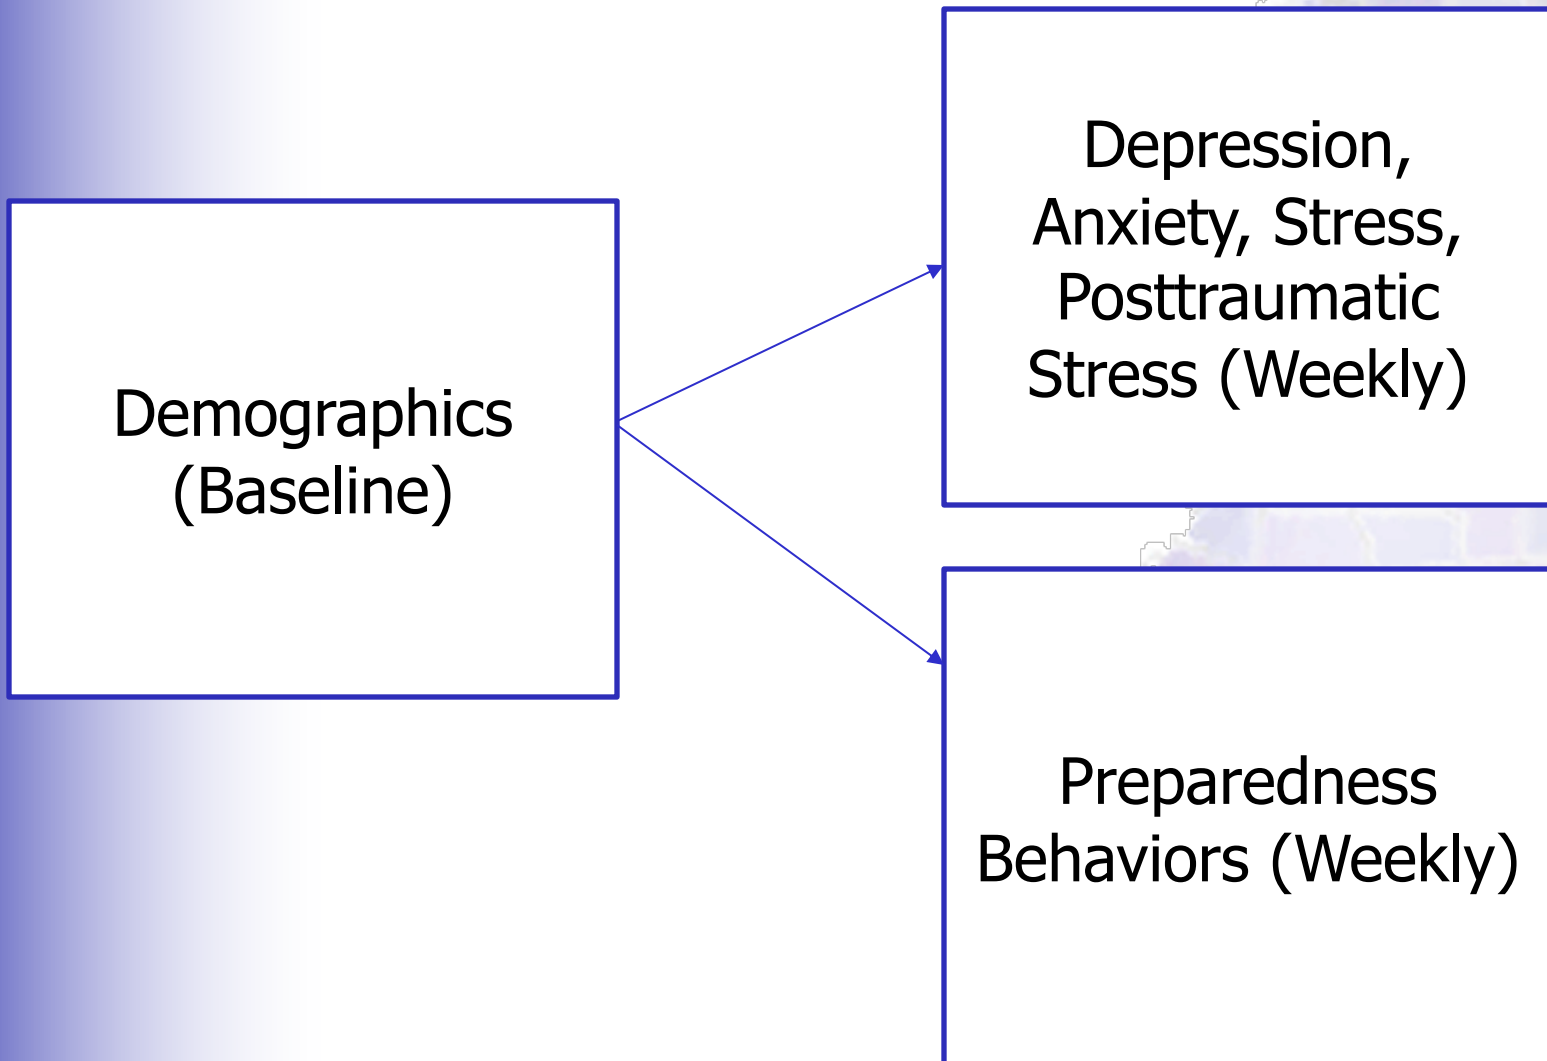 Demographics
(Baseline)
Depression,
Anxiety, Stress,
Posttraumatic
Stress (Weekly)
Preparedness
Behaviors (Weekly)